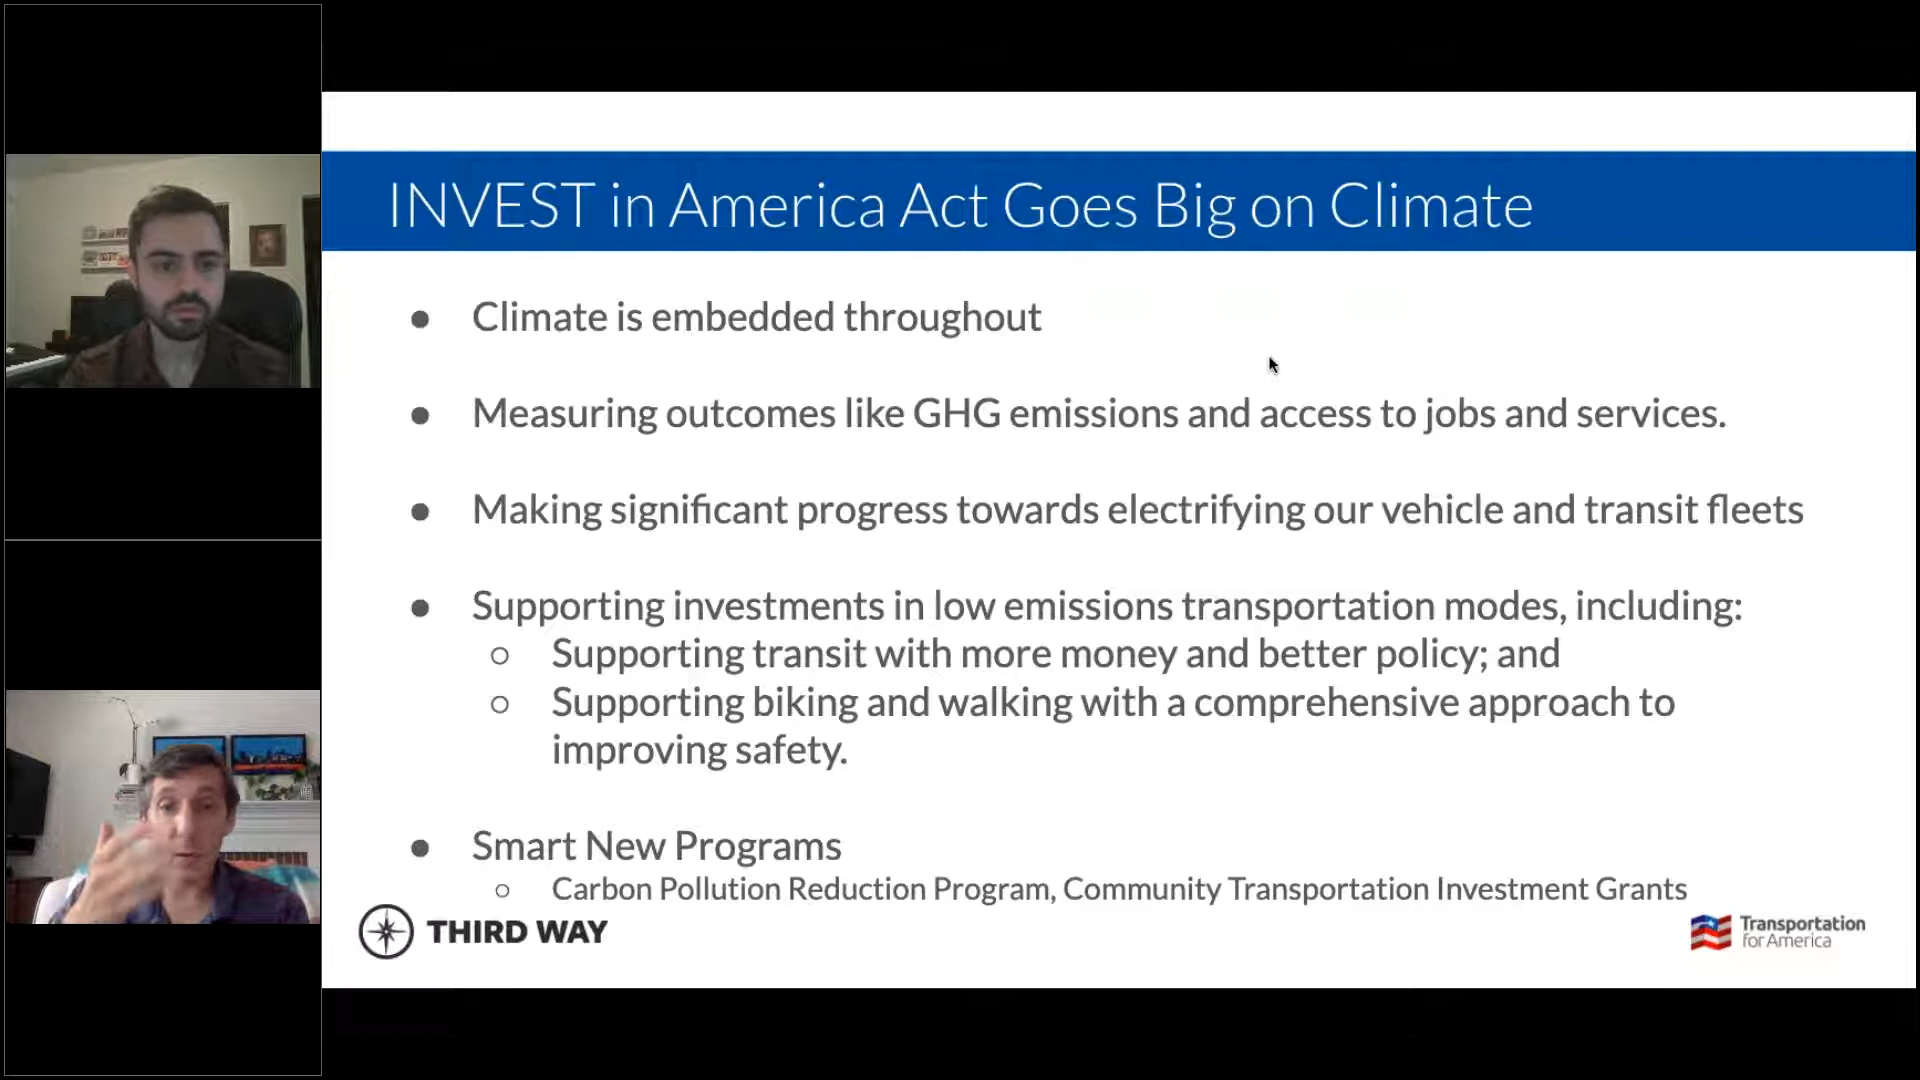 INVEST in America Act Goes Big on Climate
● Climate is embedded throughout
● Measuring outcomes like GHG emissions and access to jobs and services.
● Making significant progress towards electrifying our vehicle and transit fleets
● Supporting investments in low emissions transportation modes, including:
○ Supporting transit with more money and better policy; and
○ Supporting biking and walking with a comprehensive approach to
improving safety.
● Smart New Programs
○ Carbon Pollution Reduction Program, Community Transportation Investment Grants
THIRD WAY
Transportation
for America